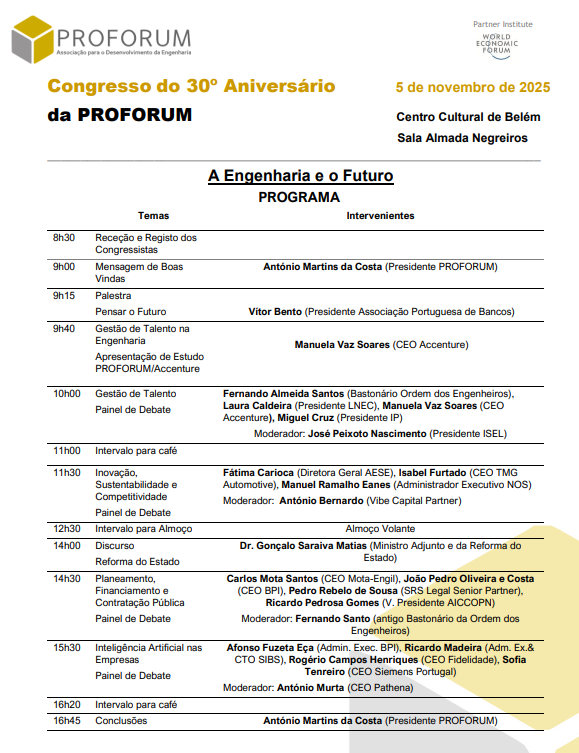 PROFORUM
Associação para o Desenvolvimento da Engenharia
Partner Institute
WORLD
ECONOMIC
FORUM
Congresso do 30º Aniversário
da PROFORUM
5 de novembro de 2025
Centro Cultural de Belém
Sala Almada Negreiros
A Engenharia e o Futuro
PROGRAMA
Temas Intervenientes
8h30 Receção e Registo dos
Congressistas
9h00 Mensagem de Boas
Vindas
António Martins da Costa (Presidente PROFORUM)
9h15 Palestra
Pensar o Futuro
Vítor Bento (Presidente Associação Portuguesa de Bancos)
9h40 Gestão de Talento na
Engenharia
Apresentação de Estudo
PROFORUM/Accenture
Manuela Vaz Soares (CEO Accenture)
10h00 Gestão de Talento
Painel de Debate
Fernando Almeida Santos (Bastonário Ordem dos Engenheiros),
Laura Caldeira (Presidente LNEC), Manuela Vaz Soares (CEO
Accenture), Miguel Cruz (Presidente IP)
Moderador: José Peixoto Nascimento (Presidente ISEL)
11h00 Intervalo para café
11h30 Inovação,
Sustentabilidade e
Competitividade
Painel de Debate
Fátima Carioca (Diretora Geral AESE), Isabel Furtado (CEO TMG
Automotive), Manuel Ramalho Eanes (Administrador Executivo NOS)
Moderador: António Bernardo (Vibe Capital Partner)
12h30 Intervalo para Almoço Almoço Volante
14h00 Discurso
Reforma do Estado
Dr. Gonçalo Saraiva Matias (Ministro Adjunto e da Reforma do
Estado)
14h30 Planeamento,
Financiamento e
Contratação Pública
Painel de Debate
Carlos Mota Santos (CEO Mota-Engil), João Pedro Oliveira e Costa
(CEO BPI), Pedro Rebelo de Sousa (SRS Legal Senior Partner),
Ricardo Pedrosa Gomes (V. Presidente AICCOPN)
Moderador: Fernando Santo (antigo Bastonário da Ordem dos
Engenheiros)
15h30 Inteligência Artificial nas
Empresas
Painel de Debate
Afonso Fuzeta Eça (Admin. Exec. BPI), Ricardo Madeira (Adm. Ex.&
CTO SIBS), Rogério Campos Henriques (CEO Fidelidade), Sofia
Tenreiro (CEO Siemens Portugal)
Moderador: António Murta (CEO Pathena)
16h20 Intervalo para café
16h45 Conclusões António Martins da Costa (Presidente PROFORUM)